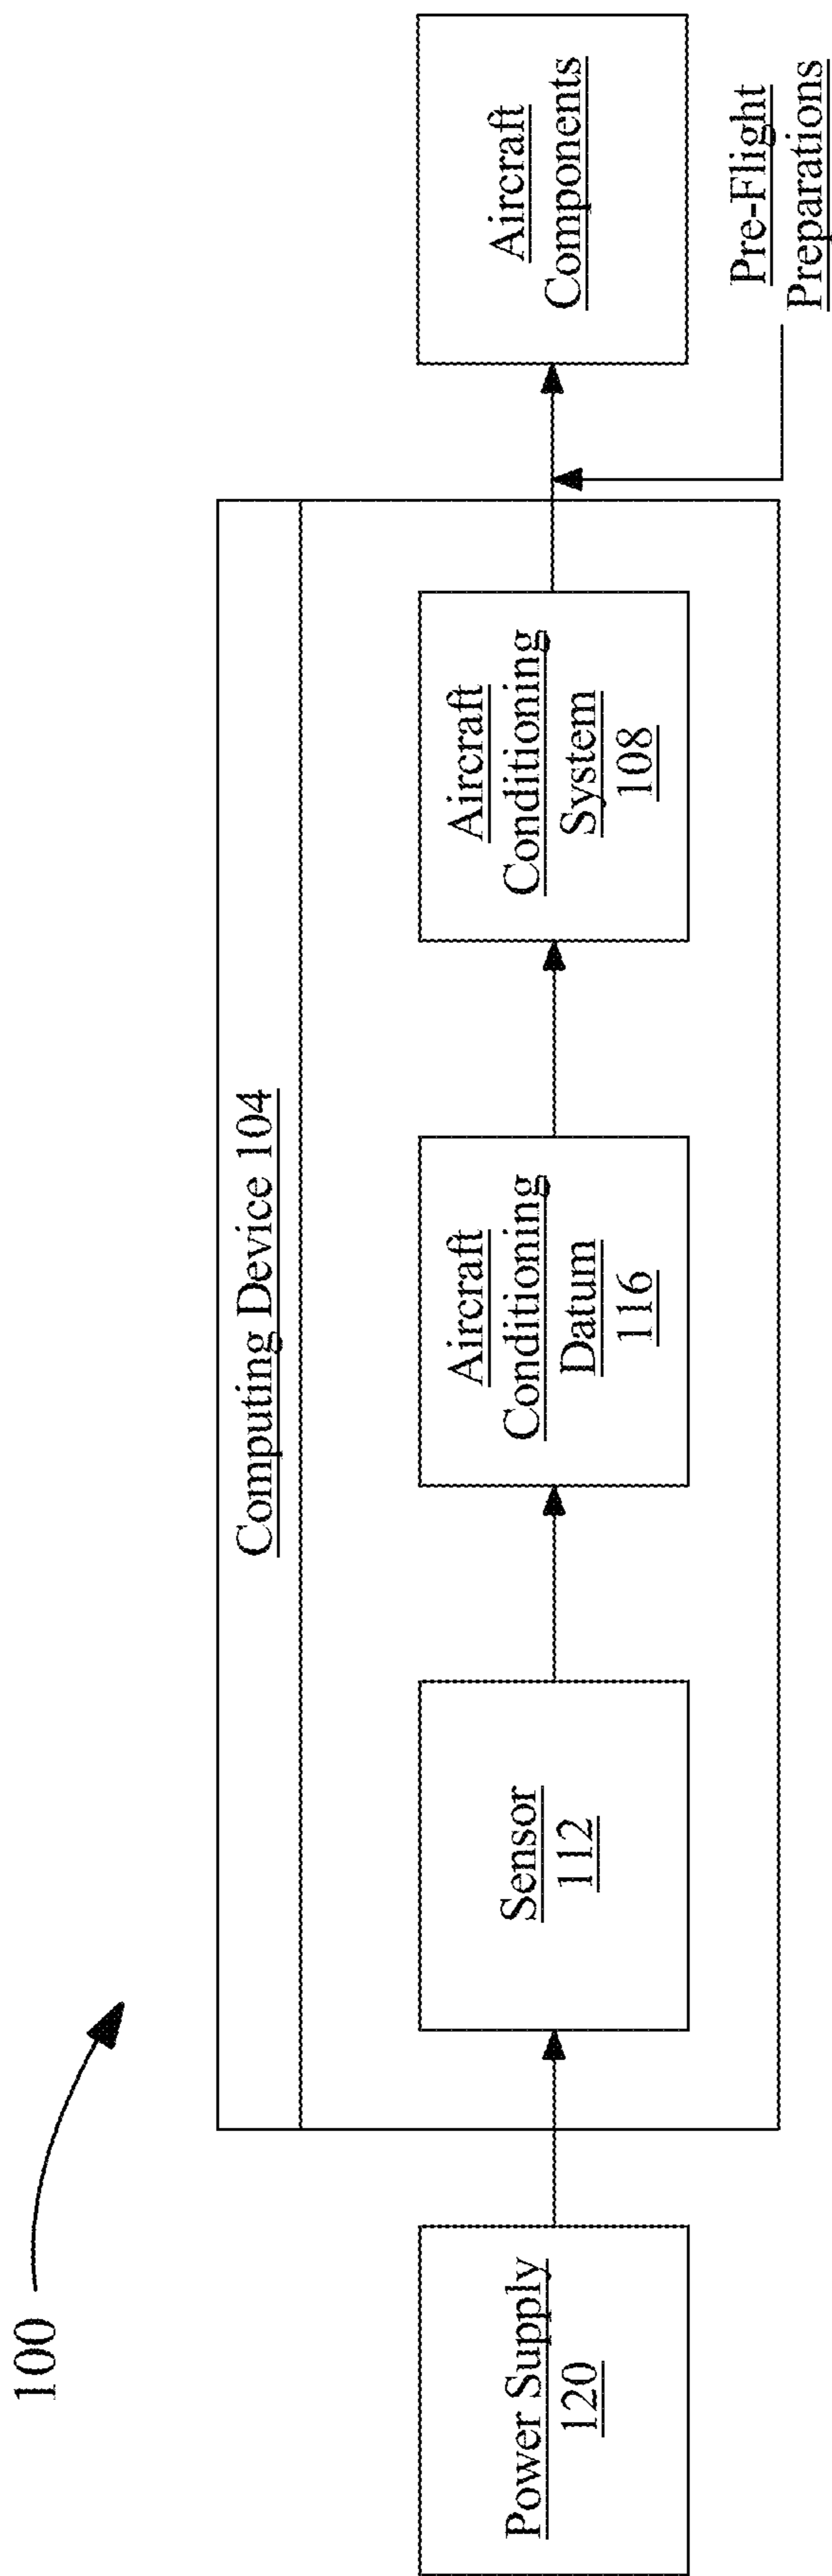 100
Computing Device 104
Power Supply
120
Sensor
112
Aircraft
Conditioning
Datum
116
Aircraft
Conditioning
System
108
Aircraft
Components
Pre-Flight
Preparations